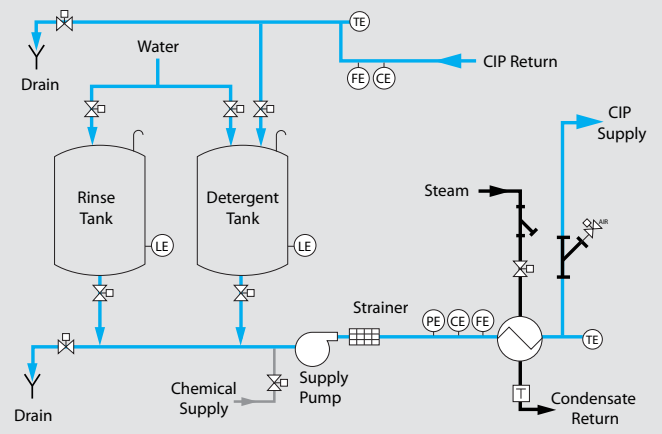 TE
Water
CIP Return
Drain
FE
CE
CIP
Supply
Rinse
Tank
Detergent
Tank
Steam
AIR
LE
LE
Strainer
PE
CE
FE
TE
Supply
Pump
Chemical
Supply
T
Condensate
Return
Drain